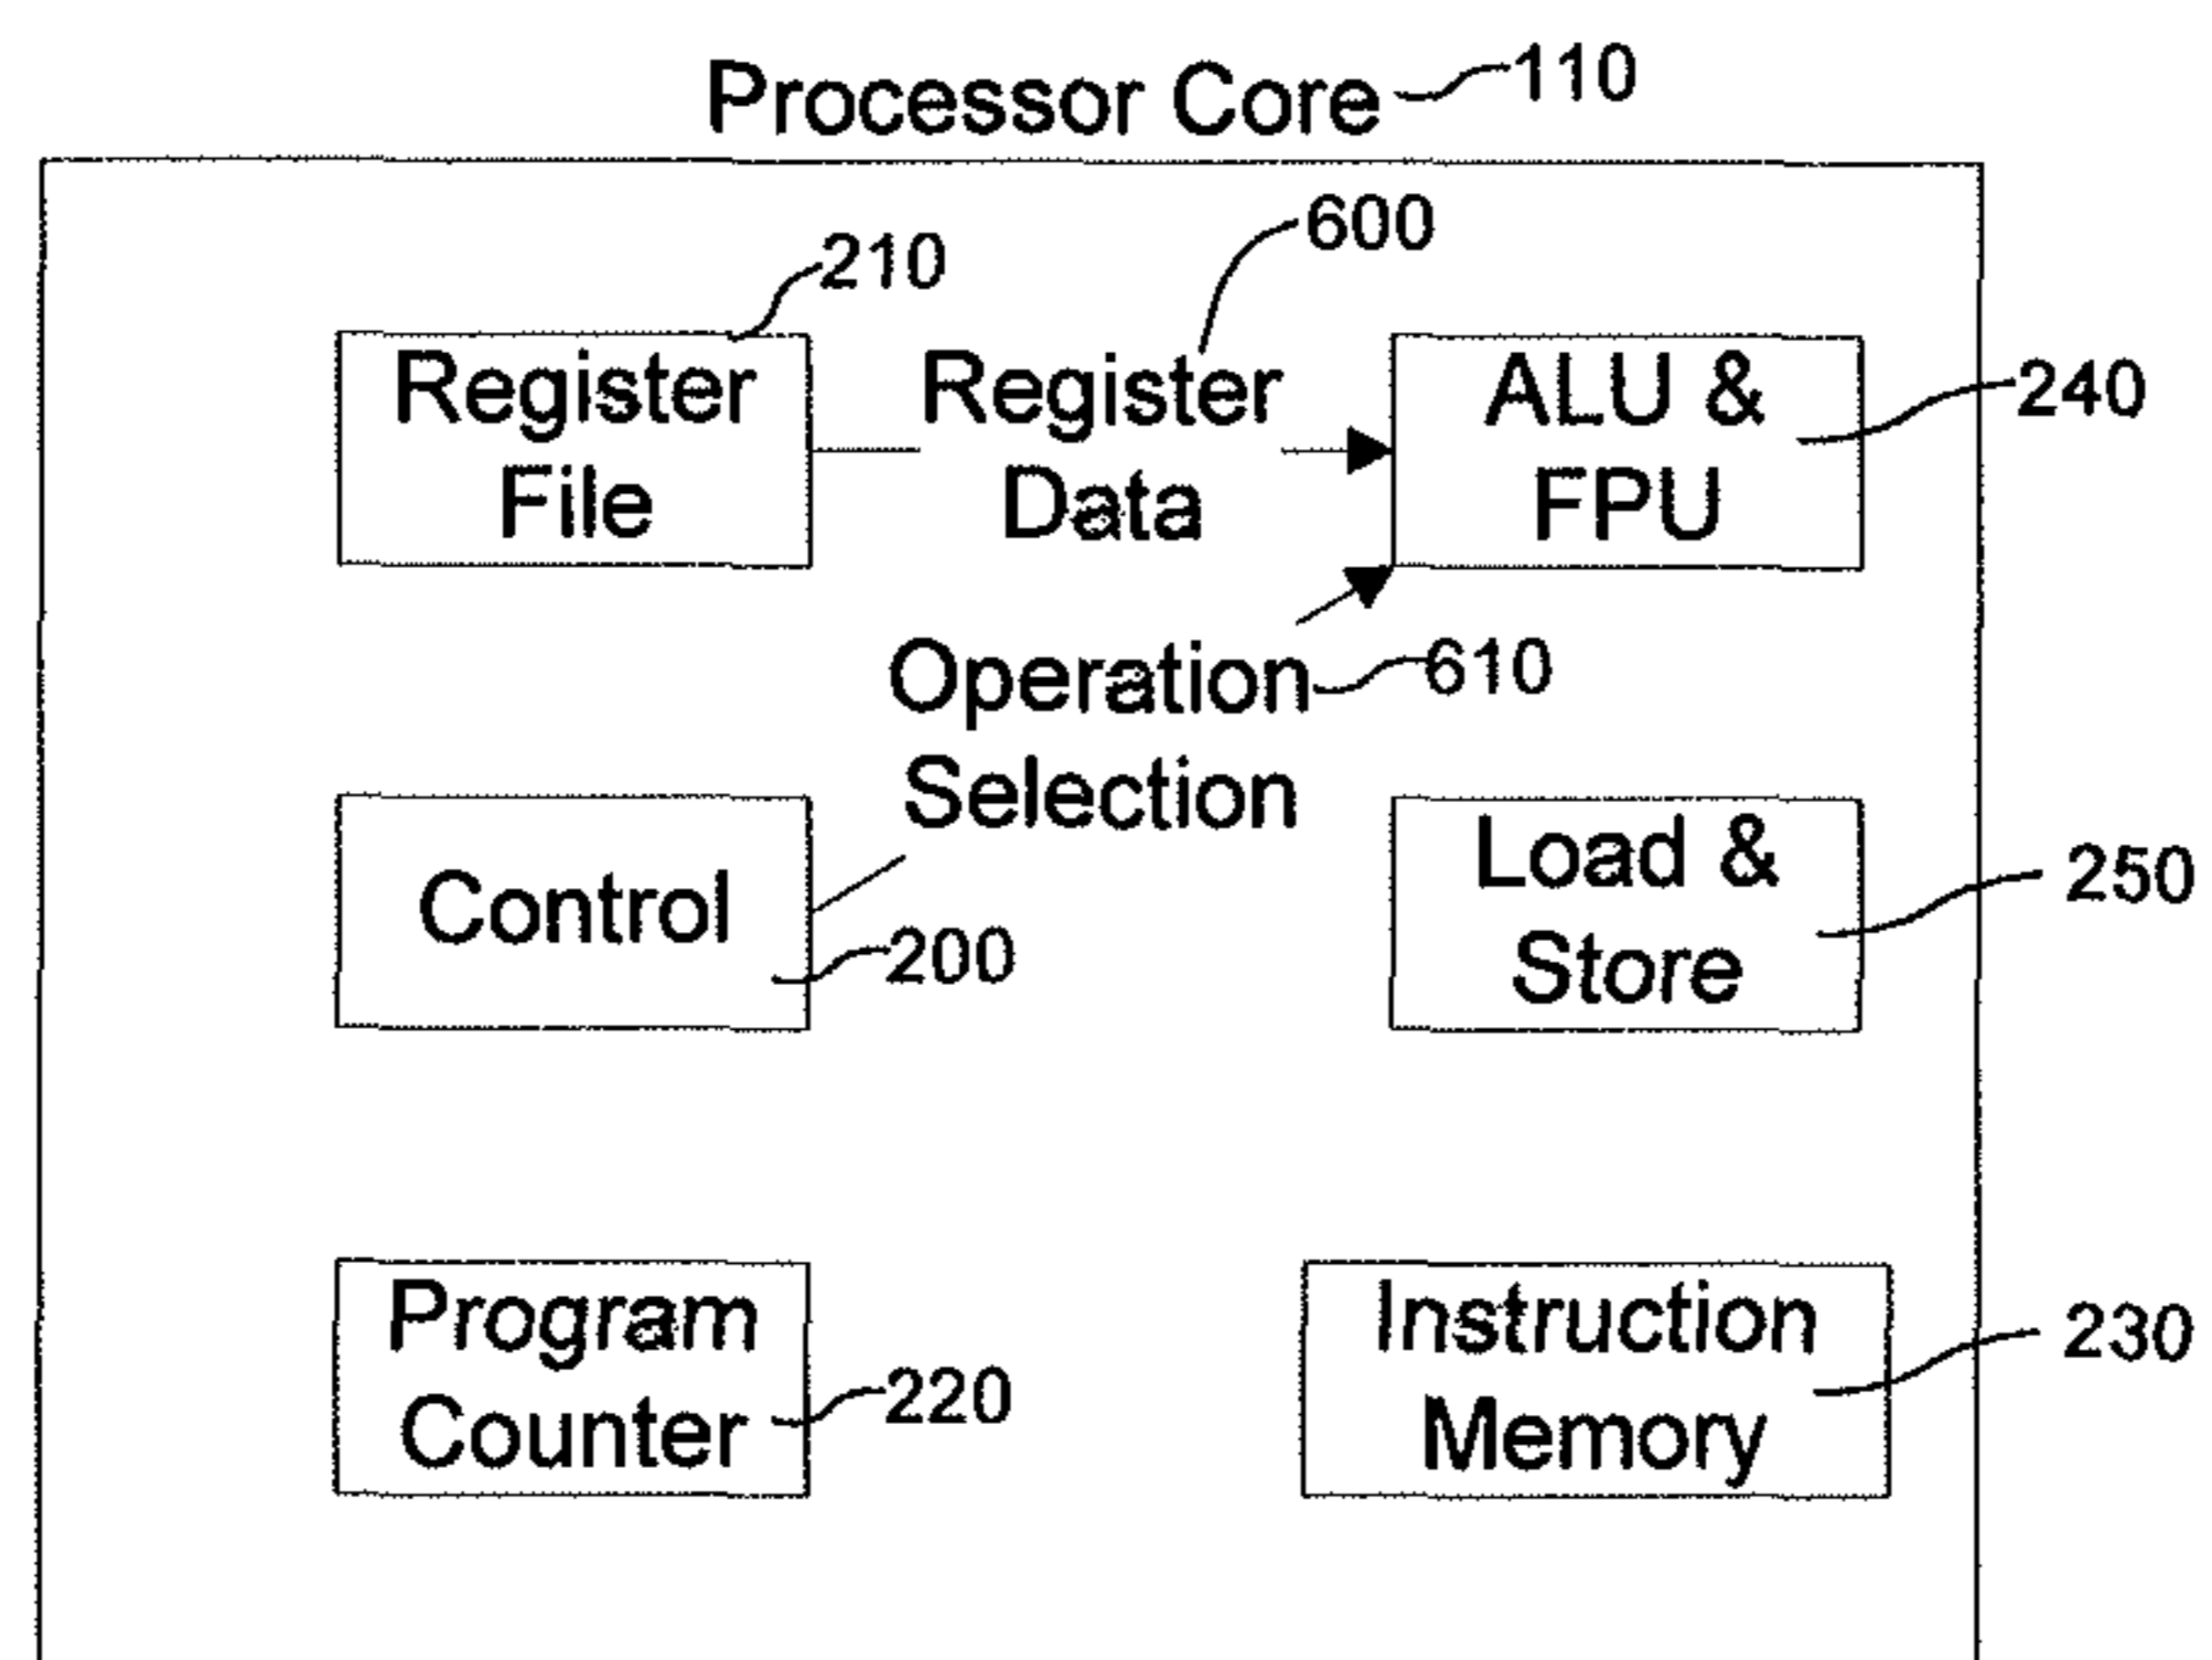 Processor Core 110
600
210
Register
File
Register
Data
ALU &
FPU
240
Operation
Selection
610
Control
200
Load &
Store
250
Program
Counter
220
Instruction
Memory
230